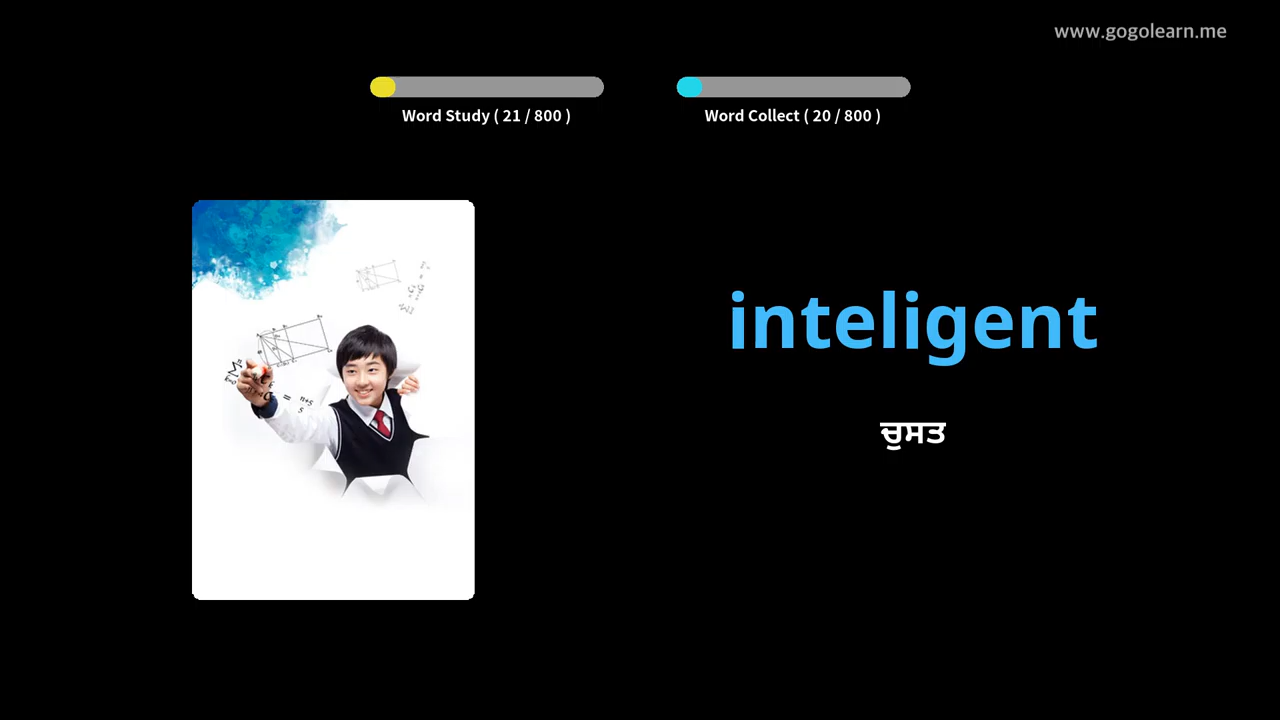 www.gogolearn.me
Word Study ( 21 / 800 )
Word Collect ( 20 / 800 )
inteligent
ਚੁਸਤ